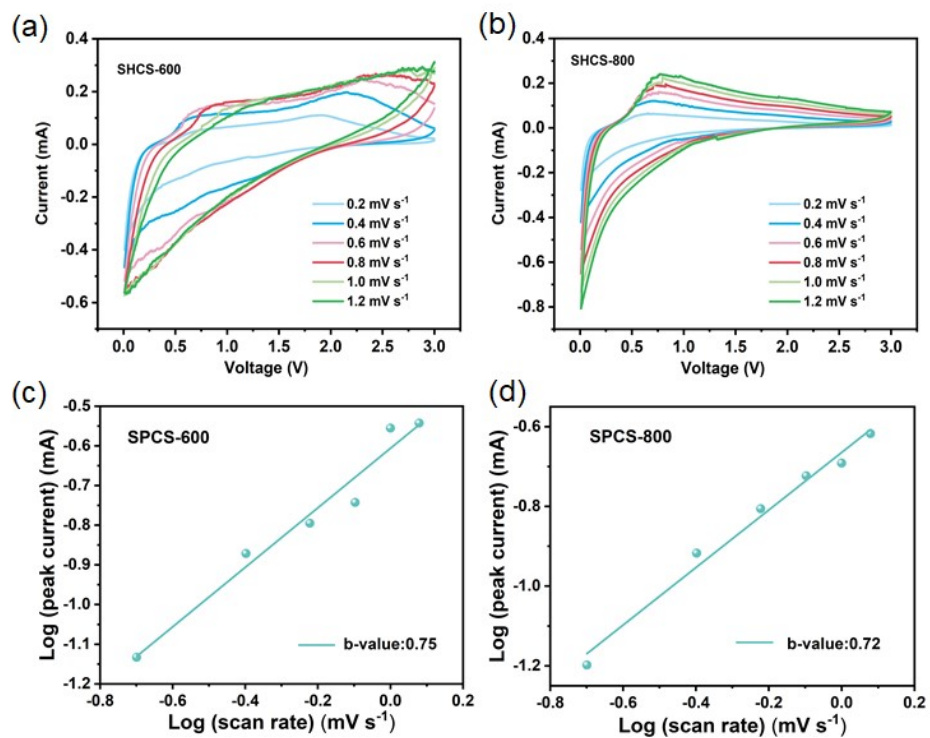 (a)
SHCS-600
Current (mA)
0.4
0.2
0.0
-0.2
-0.4
-0.6
0.2 mV s⁻¹
0.4 mV s⁻¹
0.6 mV s⁻¹
0.8 mV s⁻¹
1.0 mV s⁻¹
1.2 mV s⁻¹
0.0 0.5 1.0 1.5 2.0 2.5 3.0
Voltage (V)
(b)
SHCS-800
Current (mA)
0.4
0.2
0.0
-0.2
-0.4
-0.6
-0.8
0.2 mV s⁻¹
0.4 mV s⁻¹
0.6 mV s⁻¹
0.8 mV s⁻¹
1.0 mV s⁻¹
1.2 mV s⁻¹
0.0 0.5 1.0 1.5 2.0 2.5 3.0
Voltage (V)
(c)
SPCS-600
Log (peak current) (mA)
-0.5
-0.6
-0.8
-0.9
-1.1
-1.2
b-value:0.75
-0.8 -0.6 -0.4 -0.2 0.0 0.2
Log (scan rate) (mV s⁻¹)
(d)
SPCS-800
Log (peak current) (mA)
-0.6
-0.8
-1.0
-1.2
b-value:0.72
-0.8 -0.6 -0.4 -0.2 0.0 0.2
Log (scan rate) (mV s⁻¹)